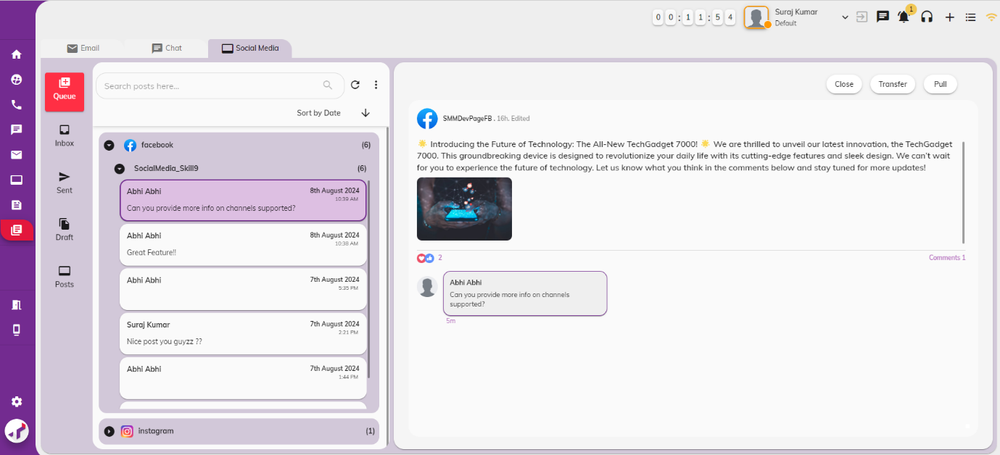 00:11:54
Suraj Kumar
Default
1
Email
Chat
Social Media
Queue
Inbox
Sent
Draft
Posts
Search posts here...
Sort by Date
facebook
(6)
SocialMedia_Skill9
(6)
Abhi Abhi
8th August 2024
10:39 AM
Can you provide more info on channels supported?
Abhi Abhi
8th August 2024
10:38 AM
Great Feature!!
Abhi Abhi
7th August 2024
5:35 PM
Suraj Kumar
7th August 2024
2:21 PM
Nice post you guyzz ??
Abhi Abhi
7th August 2024
1:44 PM
instagram
(1)
Close
Transfer
Pull
SMMDevPageFB . 16h. Edited
Introducing the Future of Technology: The All-New TechGadget 7000! We are thrilled to unveil our latest innovation, the TechGadget
7000. This groundbreaking device is designed to revolutionize your daily life with its cutting-edge features and sleek design. We can't wait
for you to experience the future of technology. Let us know what you think in the comments below and stay tuned for more updates!
2
Comments 1
Abhi Abhi
Can you provide more info on channels
supported?
5m